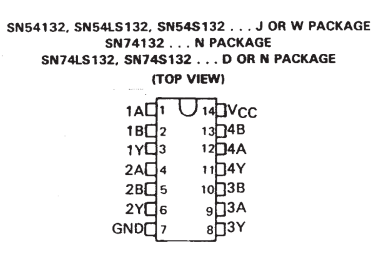 SN54132, SN54LS132, SN54S132 . . . J OR W PACKAGE
SN74132 . . . N PACKAGE
SN74LS132, SN74S132 . . . D OR N PACKAGE
(TOP VIEW)
1A 1 14 VCC
1B 2 13 4B
1Y 3 12 4A
2A 4 11 4Y
2B 5 10 3B
2Y 6 9 3A
GND 7 8 3Y